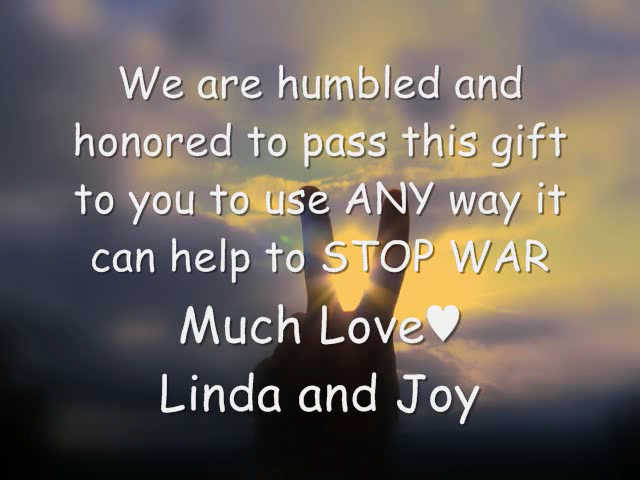 We are humbled and
honored to pass this gift
to you to use ANY way it
can help to STOP WAR
Much Love♥
Linda and Joy